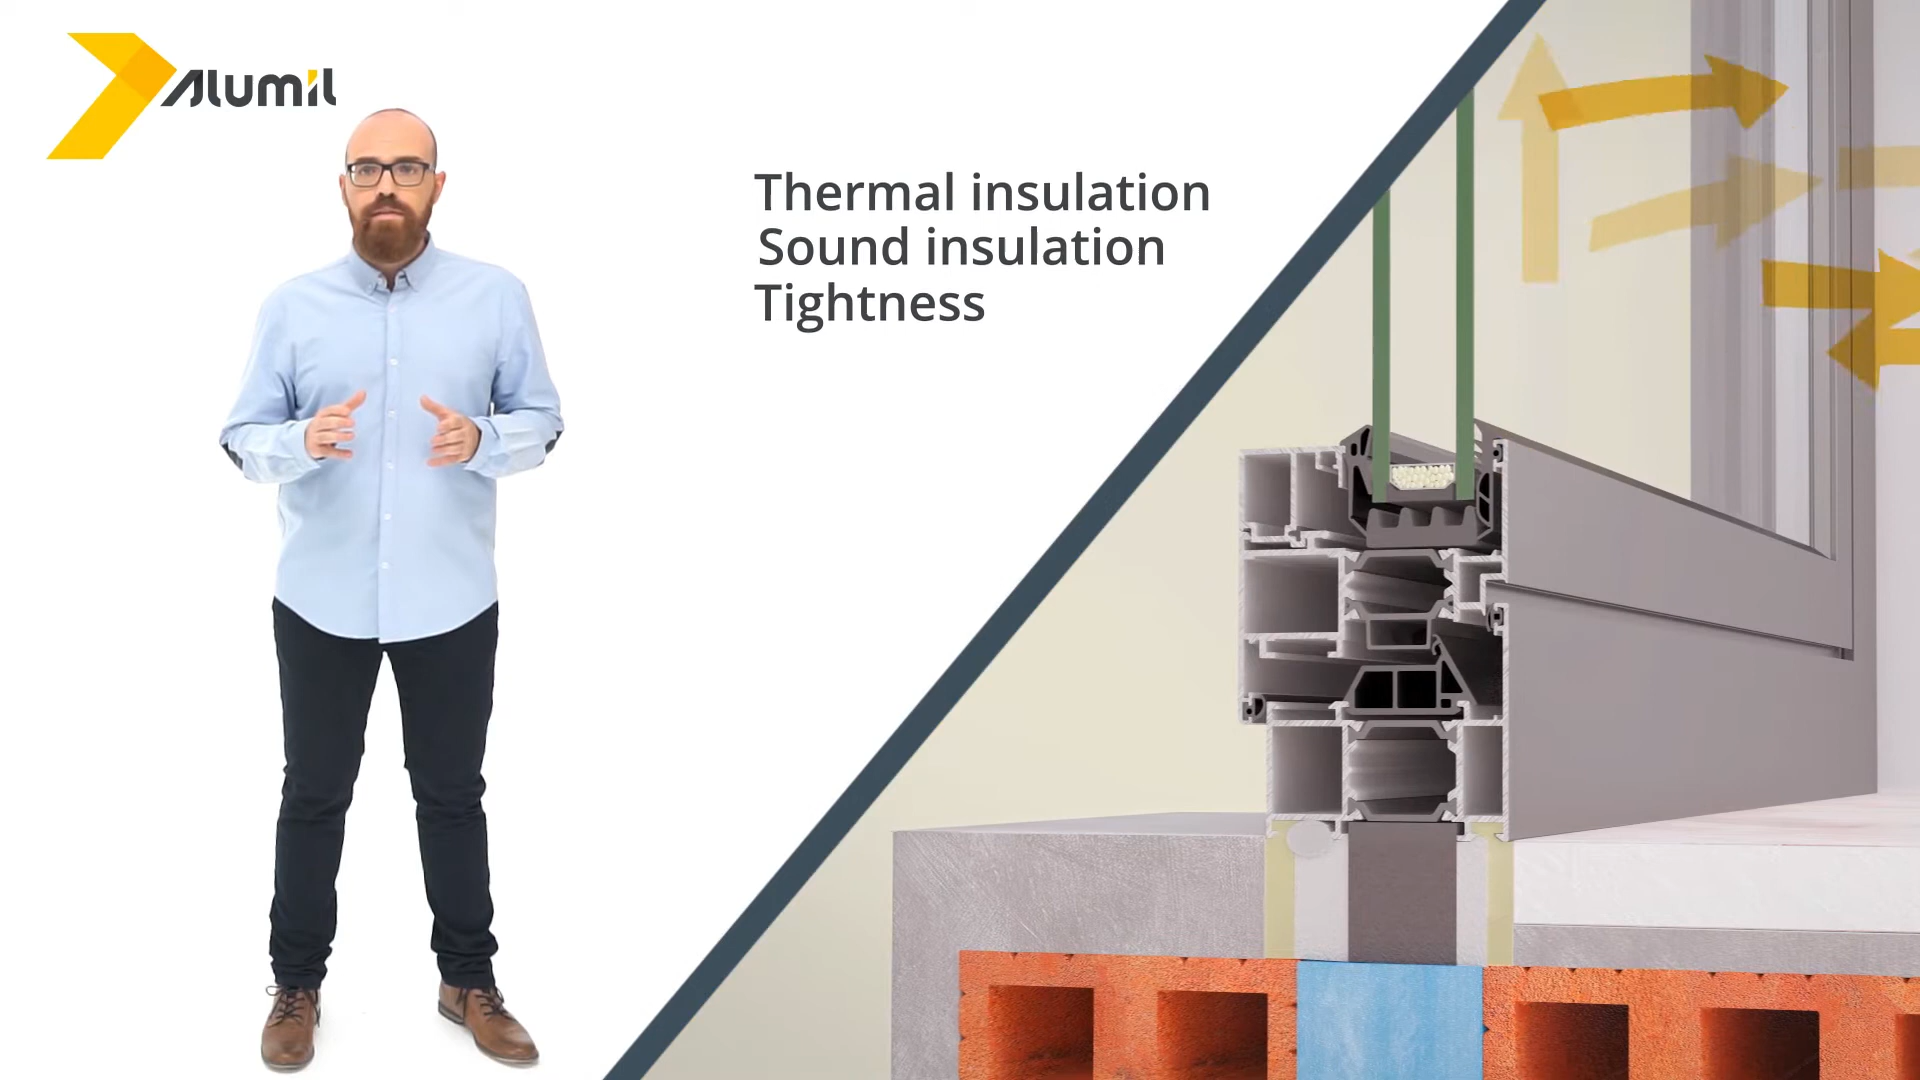 Alumil
Thermal insulation
Sound insulation
Tightness